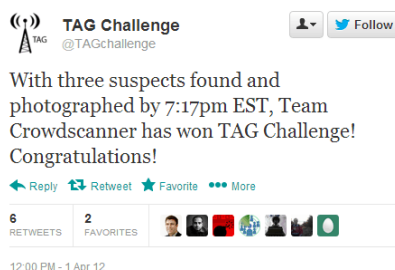 TAG
TAG Challenge
@TAGchallenge
Follow
With three suspects found and
photographed by 7:17pm EST, Team
Crowdscanner has won TAG Challenge!
Congratulations!
Reply Retweet Favorite More
6 2
RETWEETS FAVORITES
12:00 PM - 1 Apr 12